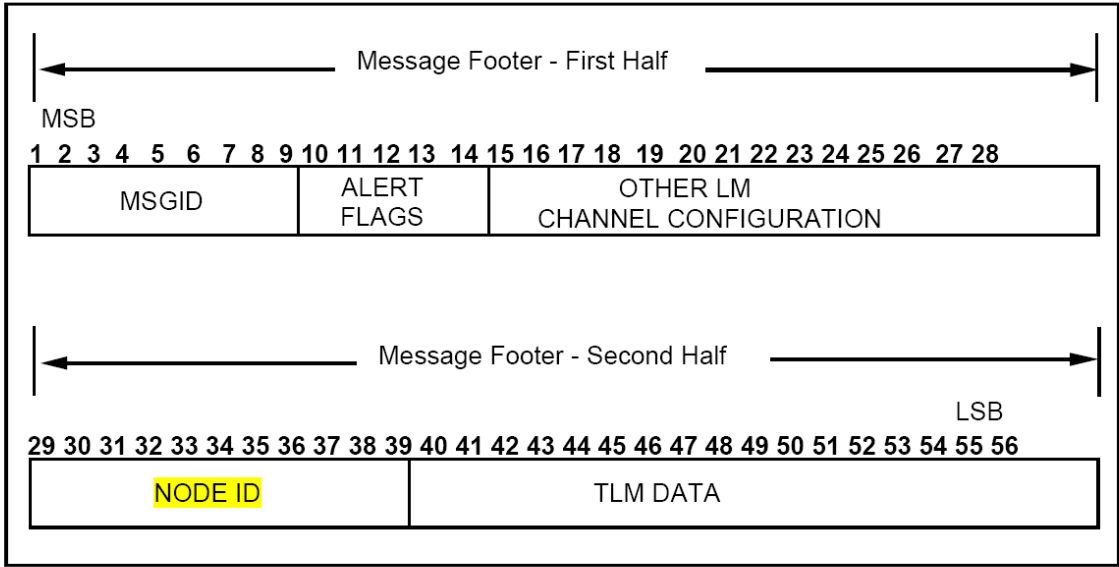 Message Footer - First Half
MSB
1 2 3 4 5 6 7 8 9 10 11 12 13 14 15 16 17 18 19 20 21 22 23 24 25 26 27 28
MSGID
ALERT
FLAGS
OTHER LM
CHANNEL CONFIGURATION
Message Footer - Second Half
LSB
29 30 31 32 33 34 35 36 37 38 39 40 41 42 43 44 45 46 47 48 49 50 51 52 53 54 55 56
NODE ID
TLM DATA